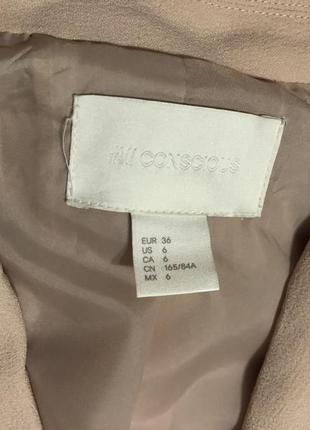 H&M CONSCIOUS
EUR 36
US 6
CA 6
CN 165/84A
MX 6